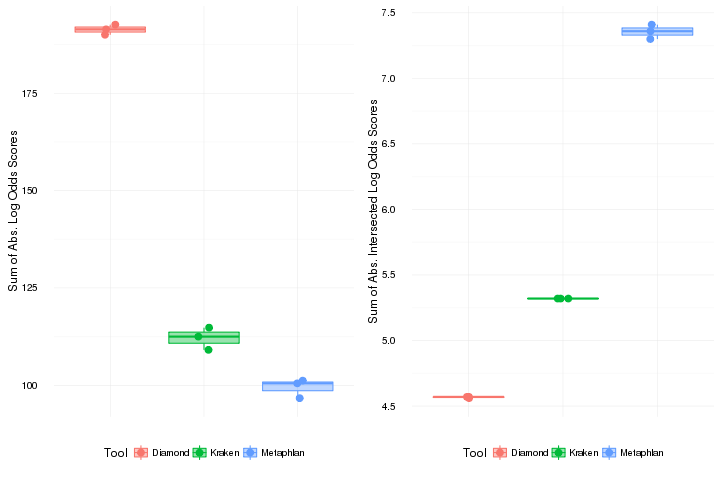 Sum of Abs. Log Odds Scores
175
150
125
100
Tool Diamond Kraken Metaphlan
Sum of Abs. Intersected Log Odds Scores
7.5
7.0
6.5
6.0
5.5
5.0
4.5
Tool Diamond Kraken Metaphlan